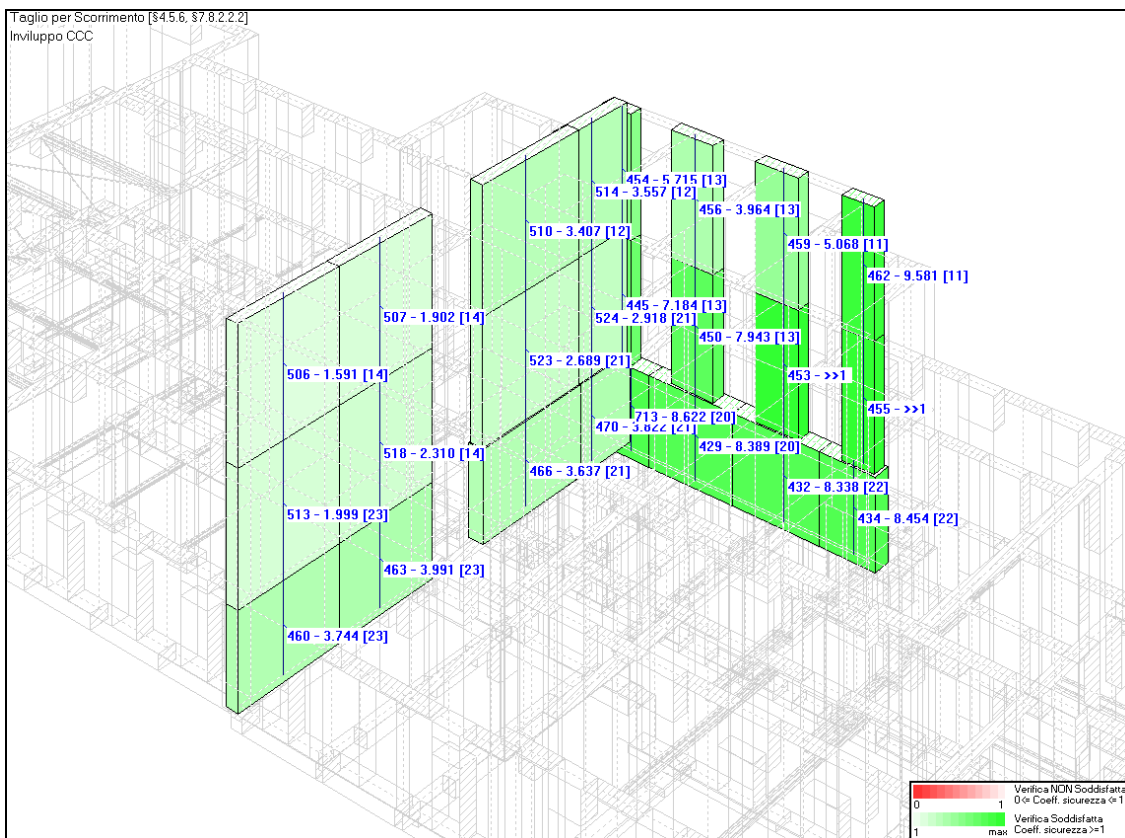 Taglio per Scorrimento [§4.5.6, §7.8.2.2.2]
Inviluppo CCC
454 - 5.715 [13]
514 - 3.557 [12]
456 - 3.964 [13]
510 - 3.407 [12]
459 - 5.068 [11]
462 - 9.581 [11]
445 - 7.184 [13]
507 - 1.902 [14]
524 - 2.918 [21]
450 - 7.943 [13]
523 - 2.689 [21]
506 - 1.591 [14]
453 - >>1
455 - >>1
713 - 8.622 [20]
470 - 3.822 [21]
429 - 8.389 [20]
518 - 2.310 [14]
466 - 3.637 [21]
432 - 8.338 [22]
513 - 1.999 [23]
434 - 8.454 [22]
463 - 3.991 [23]
460 - 3.744 [23]
Verifica NON Soddisfatta
0 <= Coeff. sicurezza <= 1
0 1
Verifica Soddisfatta
Coeff. sicurezza >=1
1 max